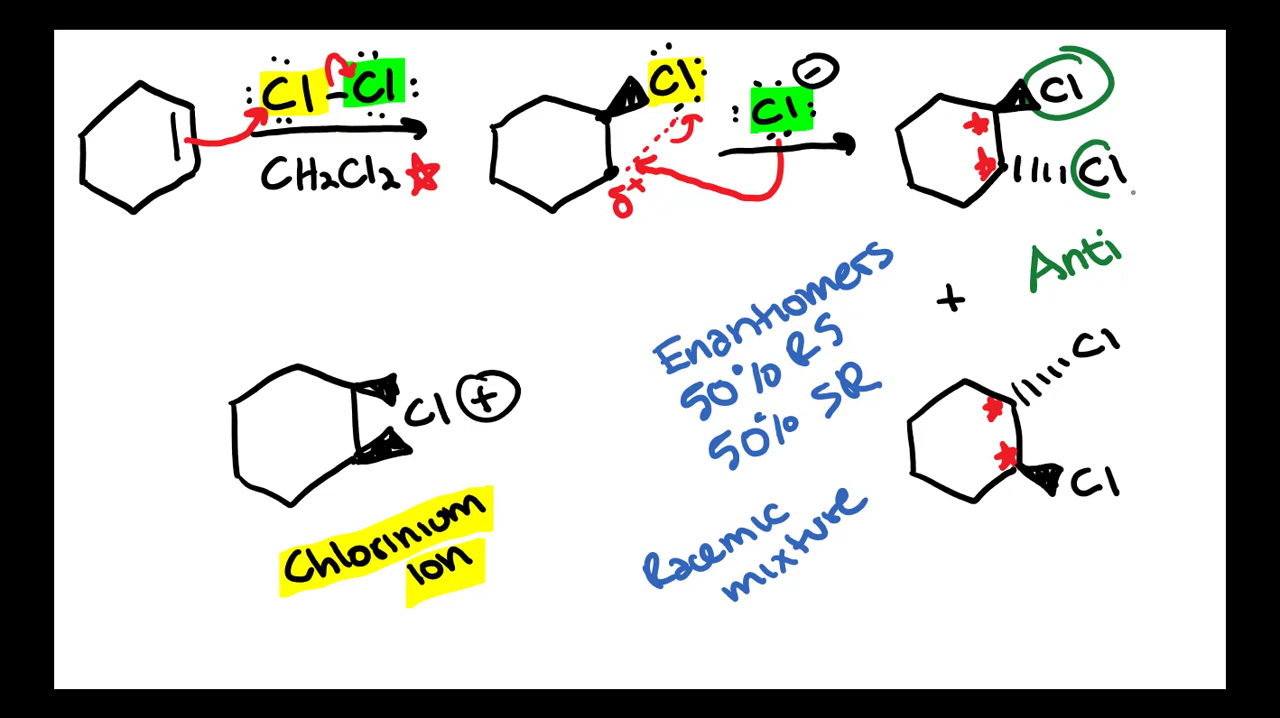 Cl-Cl
CH₂Cl₂
Cl
δ+
Cl -
Cl
Cl
Anti
+
Cl
Cl
Cl +
Chlorinium
Ion
Enantiomers
50% RS
50% SR
Racemic
mixture